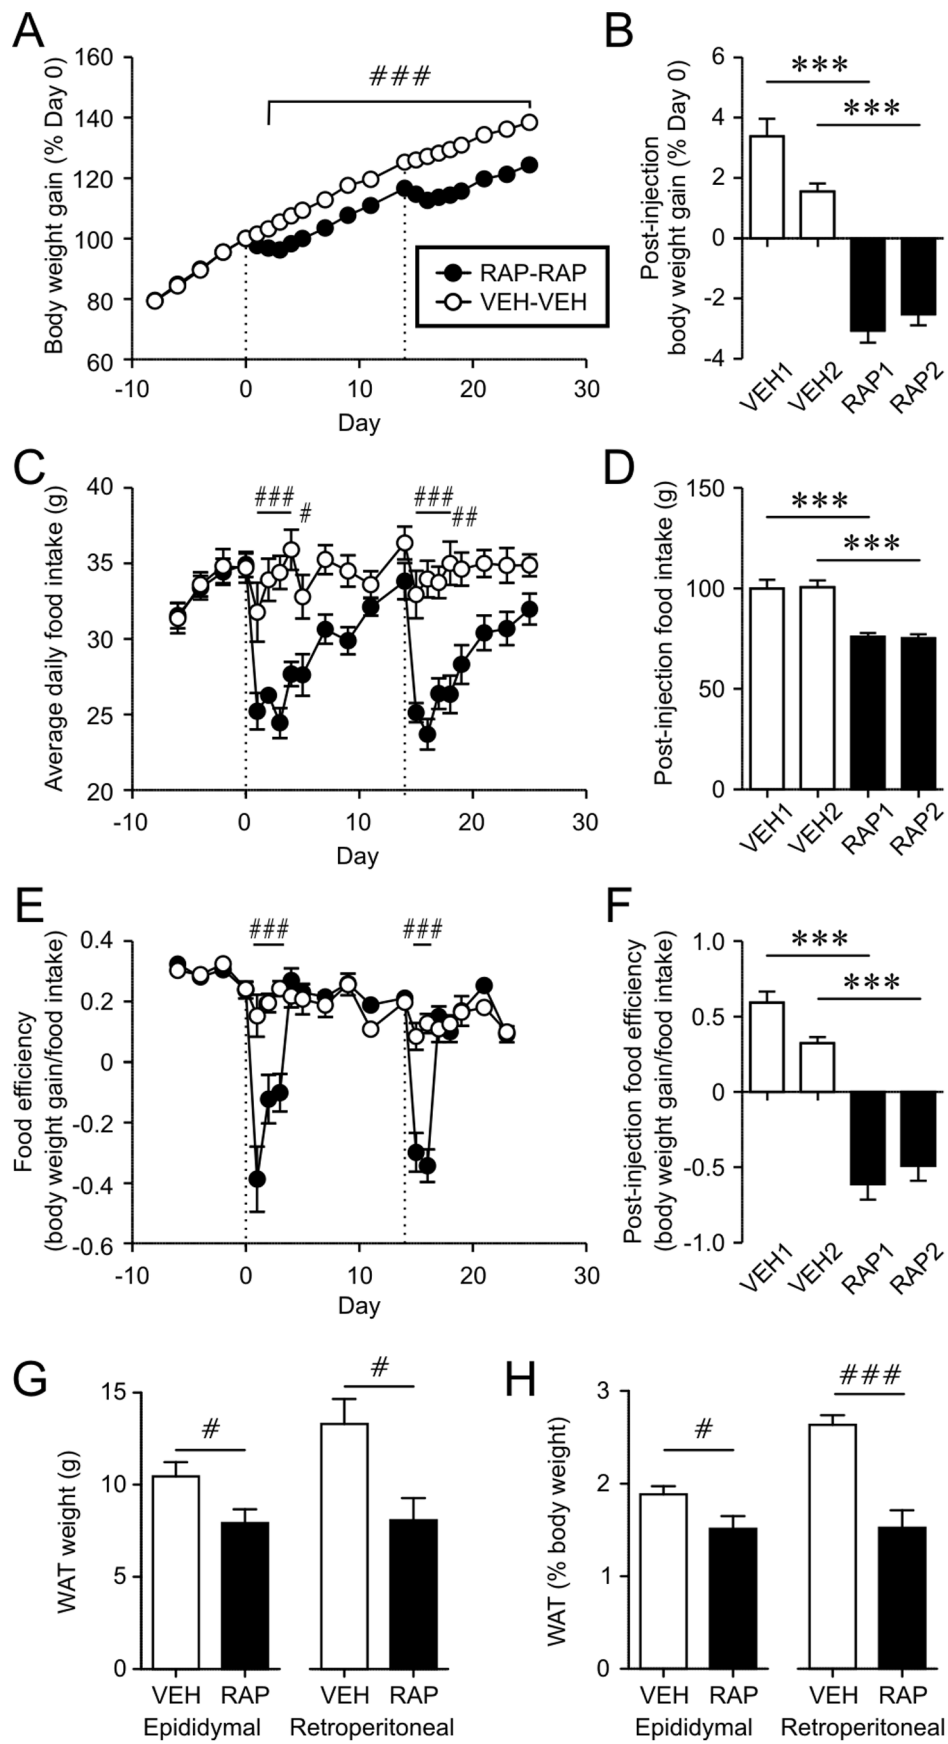 A
Body weight gain (% Day 0)
160
140
120
100
80
60
###
RAP-RAP
VEH-VEH
-10 0 10 20 30
Day
B
Post-injection
body weight gain (% Day 0)
6
4
2
0
-2
-4
***
***
VEH1 VEH2 RAP1 RAP2
C
Average daily food intake (g)
40
35
30
25
20
### #
### ##
-10 0 10 20 30
Day
D
Post-injection food intake (g)
150
100
50
0
***
***
VEH1 VEH2 RAP1 RAP2
E
Food efficiency
(body weight gain/food intake)
0.4
0.2
0
-0.2
-0.4
-0.6
### ###
-10 0 10 20 30
Day
F
Post-injection food efficiency
(body weight gain/food intake)
1.0
0.5
0
-0.5
-1.0
***
***
VEH1 VEH2 RAP1 RAP2
G
WAT weight (g)
15
10
5
0
# #
VEH RAP VEH RAP
Epididymal Retroperitoneal
H
WAT (% body weight)
3
2
1
0
# ###
VEH RAP VEH RAP
Epididymal Retroperitoneal